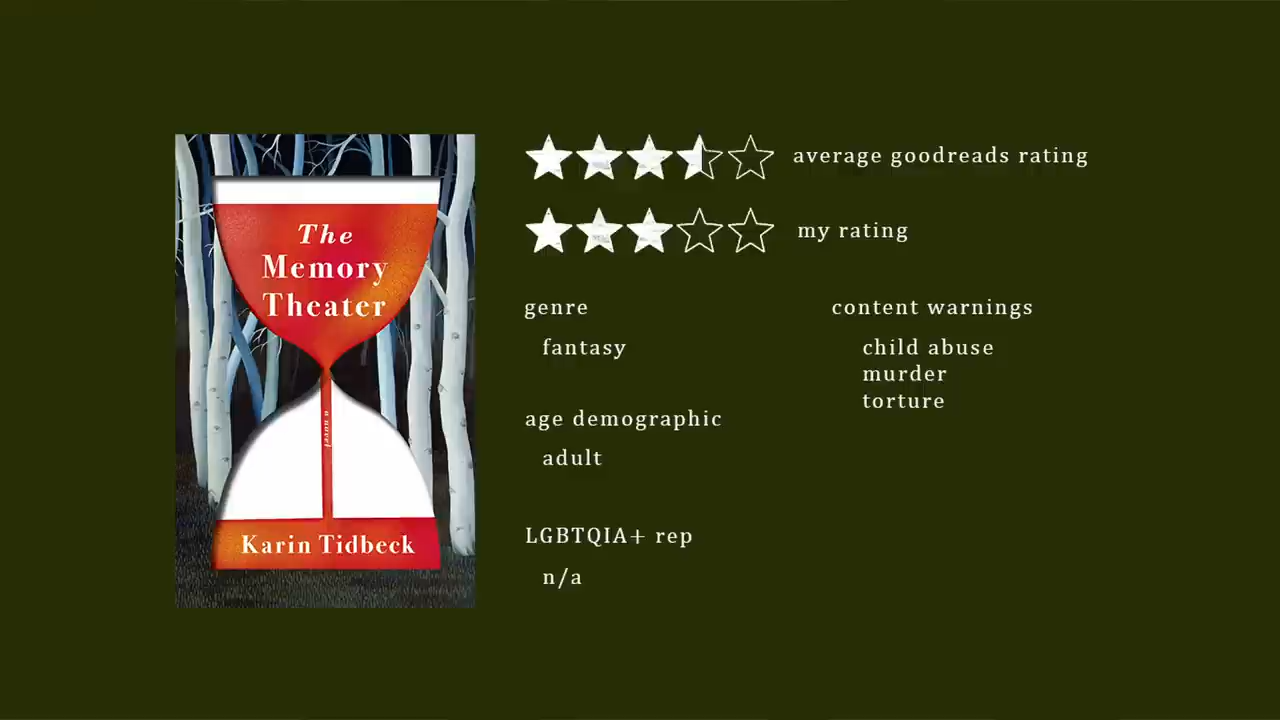 The
Memory
Theater
a novel
Karin Tidbeck
average goodreads rating
my rating
genre
fantasy
age demographic
adult
LGBTQIA+ rep
n/a
content warnings
child abuse
murder
torture